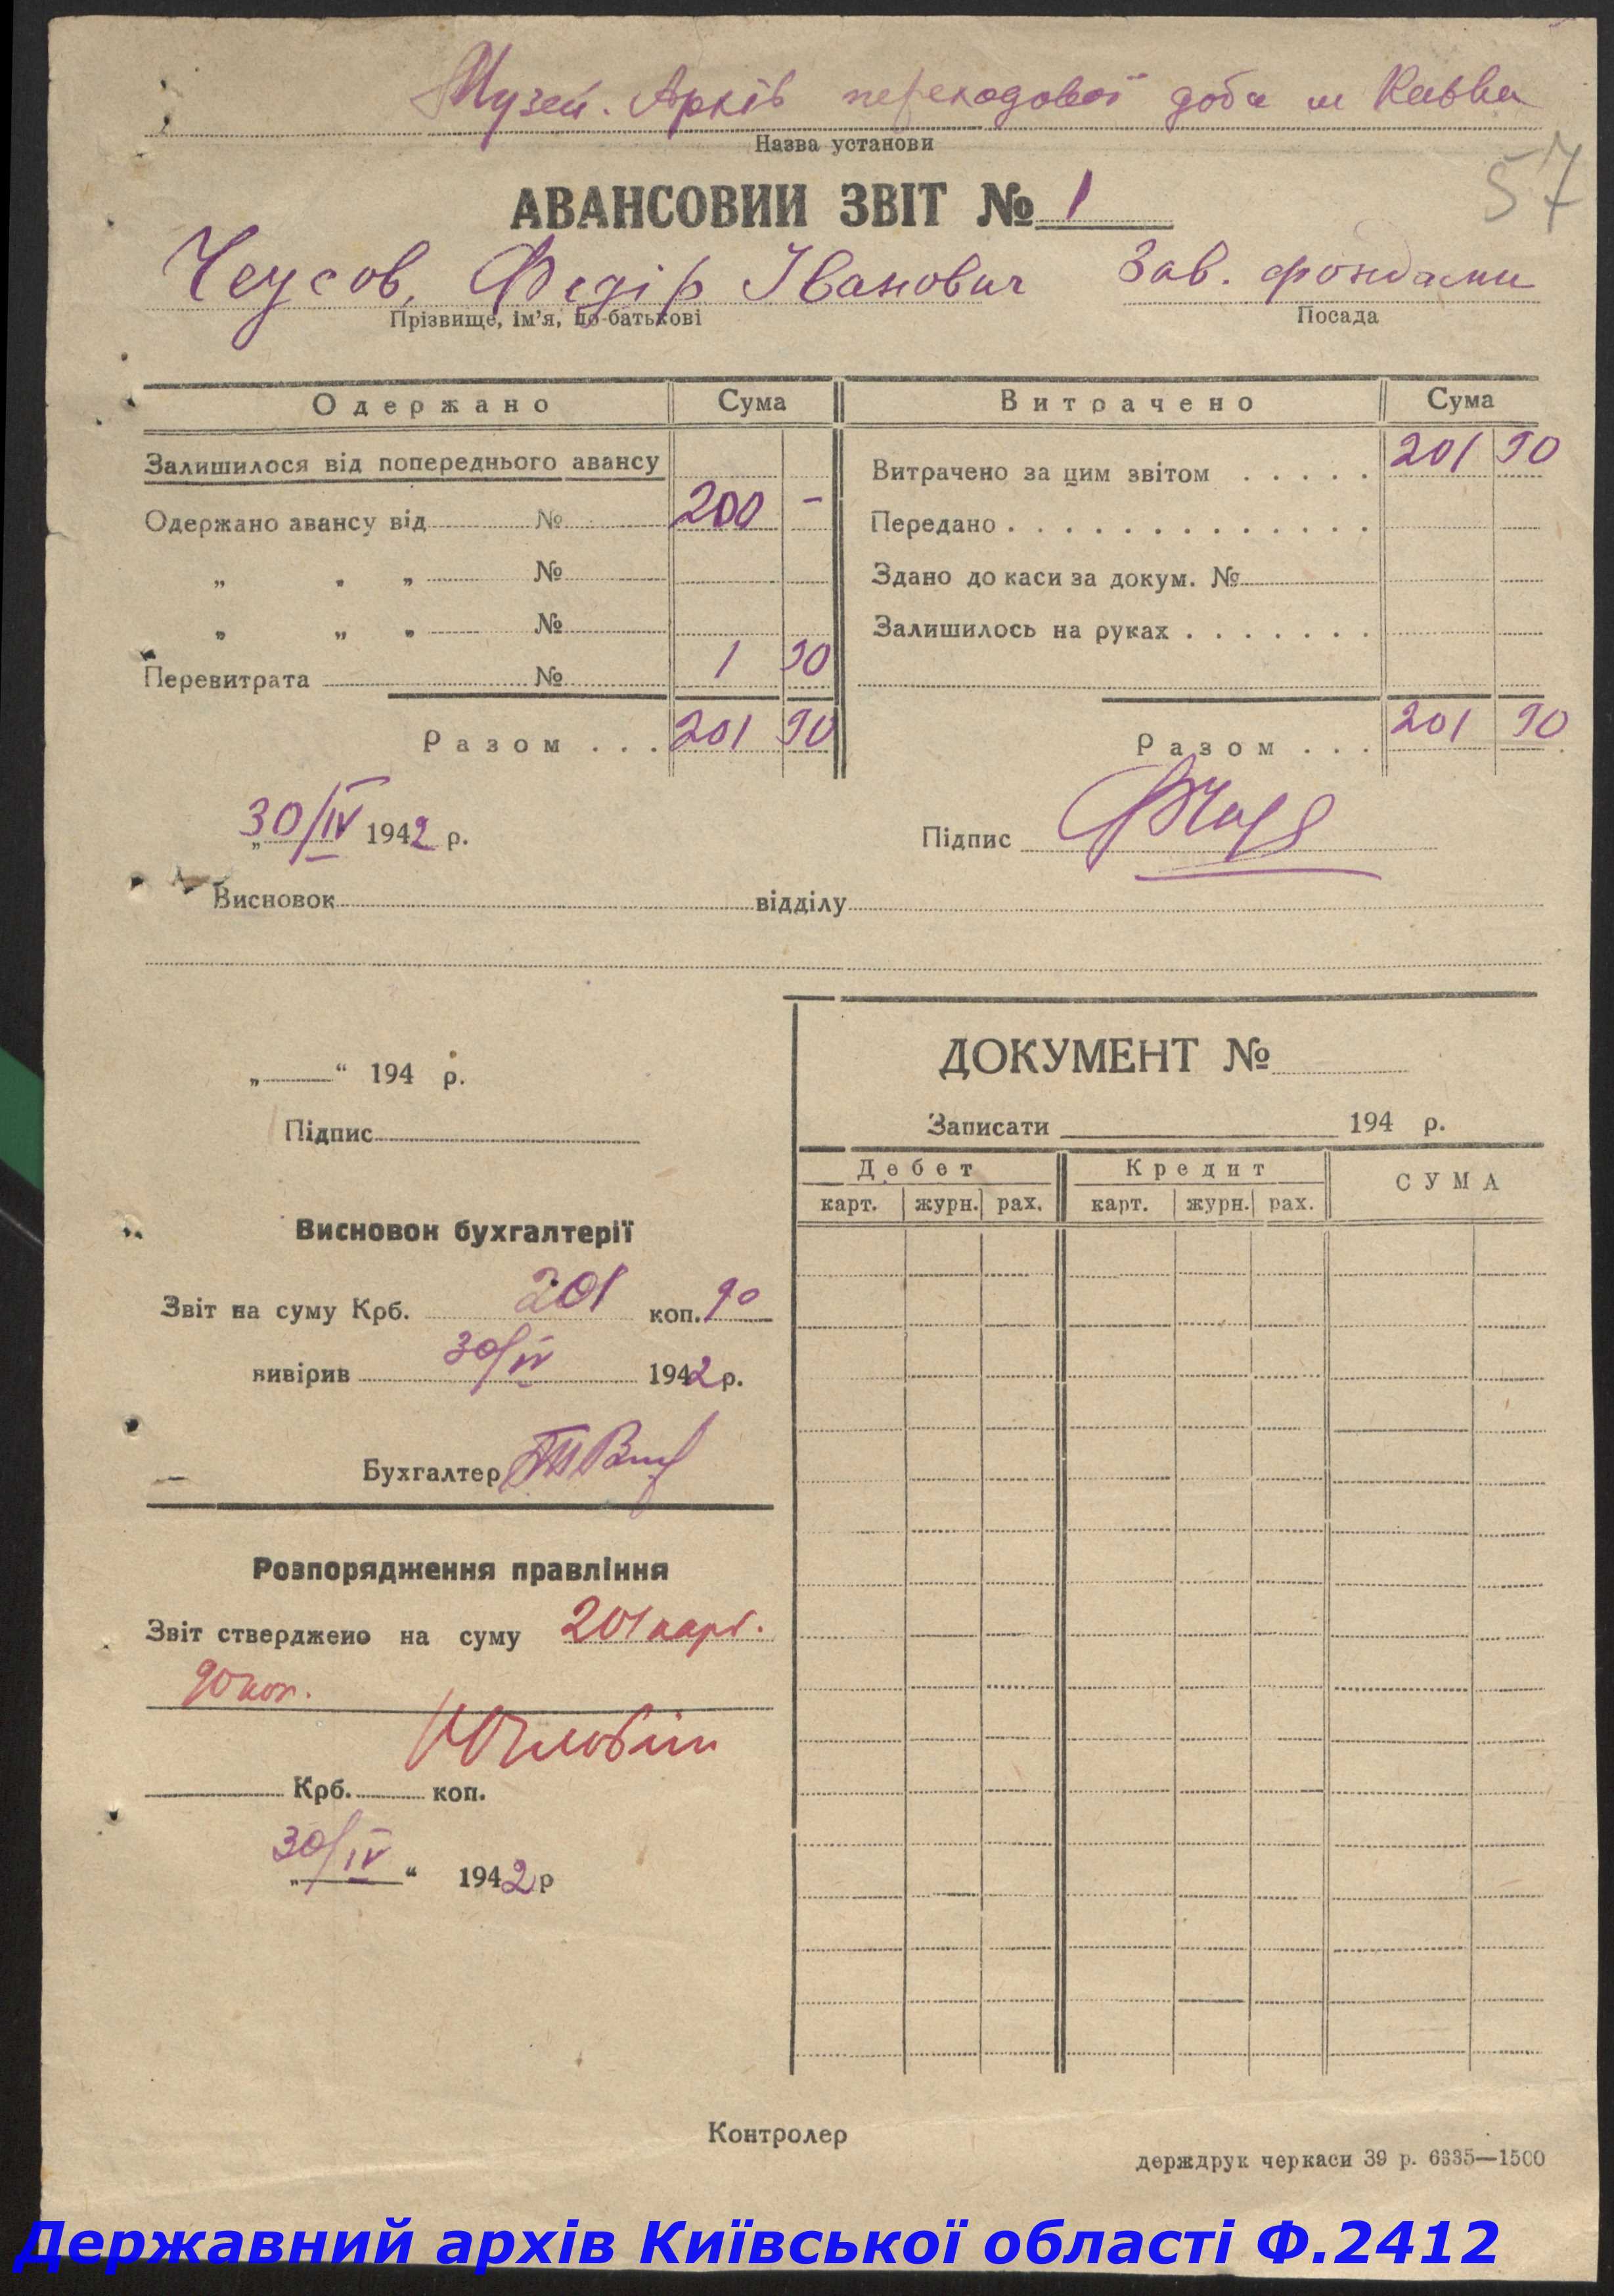 Музей-Архів переходової доби м Києва
Назва установи
57
АВАНСОВИЙ ЗВІТ № 1
Чеусов, Федір Іванович Зав. фондами
Прізвище, ім'я, по-батькові Посада
Одержано Сума Витрачено Сума
Залишилося від попереднього авансу Витрачено за цим звітом . . . . . 201 90
Одержано авансу від № 200 - Передано . . . . . . . . . . . . .
„ „ „ № Здано до каси за докум. №
„ „ „ № Залишилось на руках . . . . . . .
Перевитрата № 1 90
Разом . . . 201 90 Разом . . . 201 90
„30/IV 1942 р. Підпис
Висновок відділу
ДОКУМЕНТ №
„ “ 194 р.
Записати 194 р.
Підпис
Дебет Кредит СУМА
карт. журн. рах. карт. журн. рах.
Висновок бухгалтерії
Звіт на суму Крб. 201 коп. 90
вивірив 30/IV 1942 р.
Бухгалтер
Розпорядження правління
Звіт стверджено на суму 201 карб.
90 коп.
Крб. коп.
„30/IV “ 1942 р
Контролер
держдрук черкаси 39 р. 6335—1500
Державний архів Київської області Ф.2412